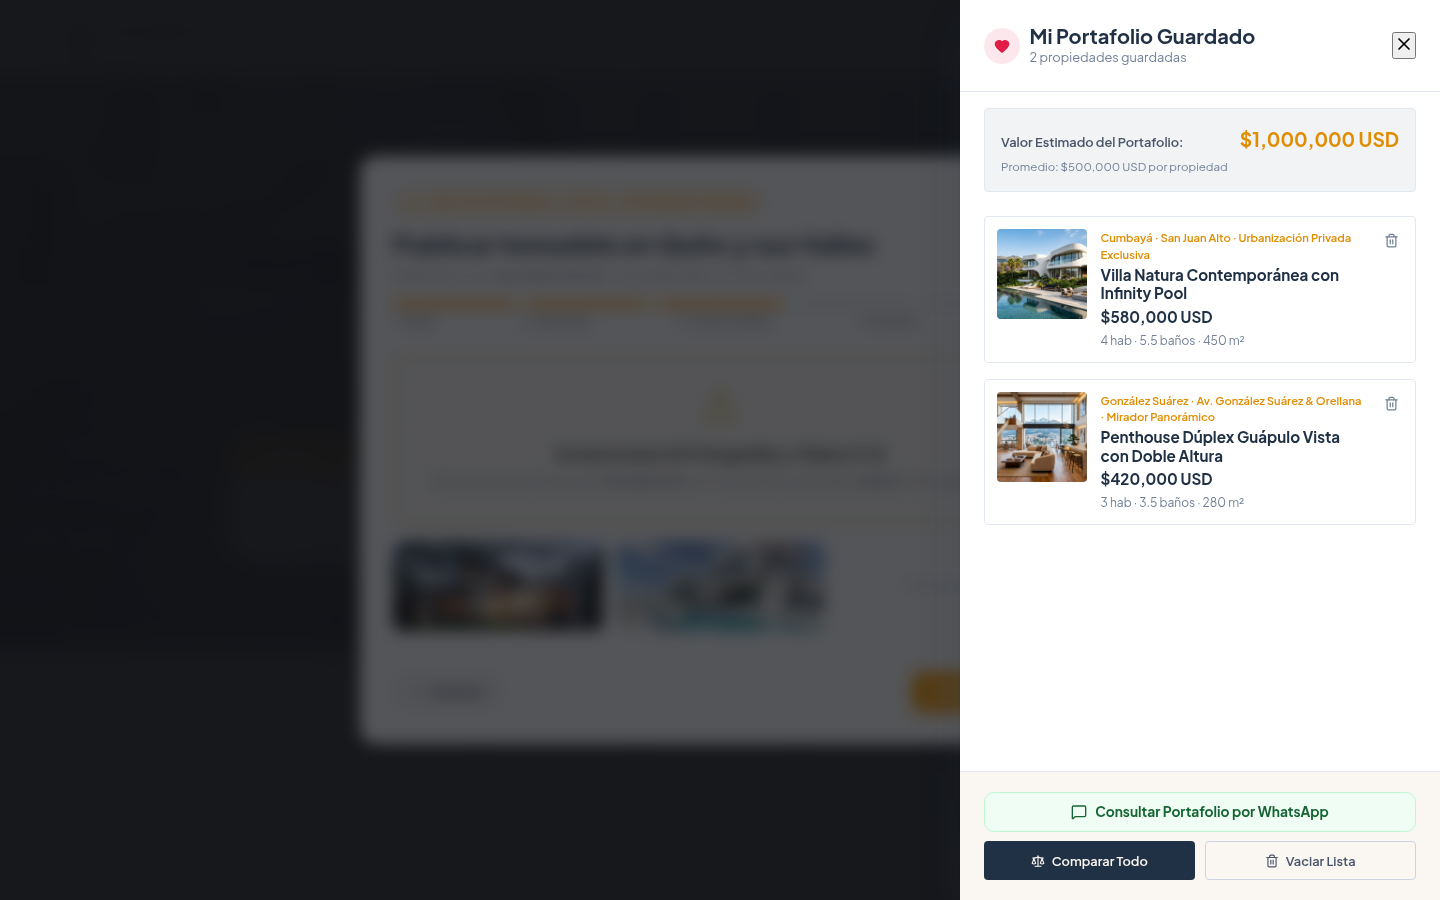 Mi Portafolio Guardado
2 propiedades guardadas
Valor Estimado del Portafolio:
$1,000,000 USD
Promedio: $500,000 USD por propiedad
Cumbayá · San Juan Alto · Urbanización Privada
Exclusiva
Villa Natura Contemporánea con
Infinity Pool
$580,000 USD
4 hab · 5.5 baños · 450 m²
González Suárez · Av. González Suárez & Orellana
· Mirador Panorámico
Penthouse Dúplex Guápulo Vista
con Doble Altura
$420,000 USD
3 hab · 3.5 baños · 280 m²
Consultar Portafolio por WhatsApp
Comparar Todo
Vaciar Lista